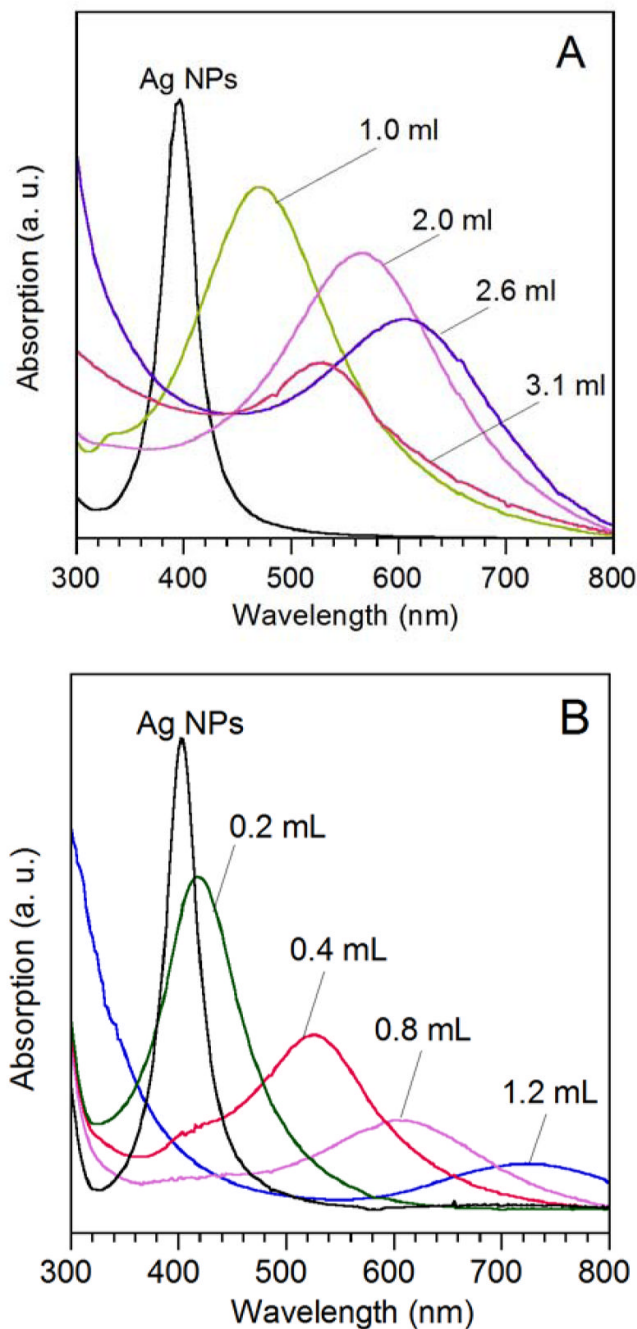 A
Ag NPs
1.0 ml
2.0 ml
2.6 ml
3.1 ml
Absorption (a. u.)
300 400 500 600 700 800
Wavelength (nm)
B
Ag NPs
0.2 mL
0.4 mL
0.8 mL
1.2 mL
Absorption (a. u.)
300 400 500 600 700 800
Wavelength (nm)